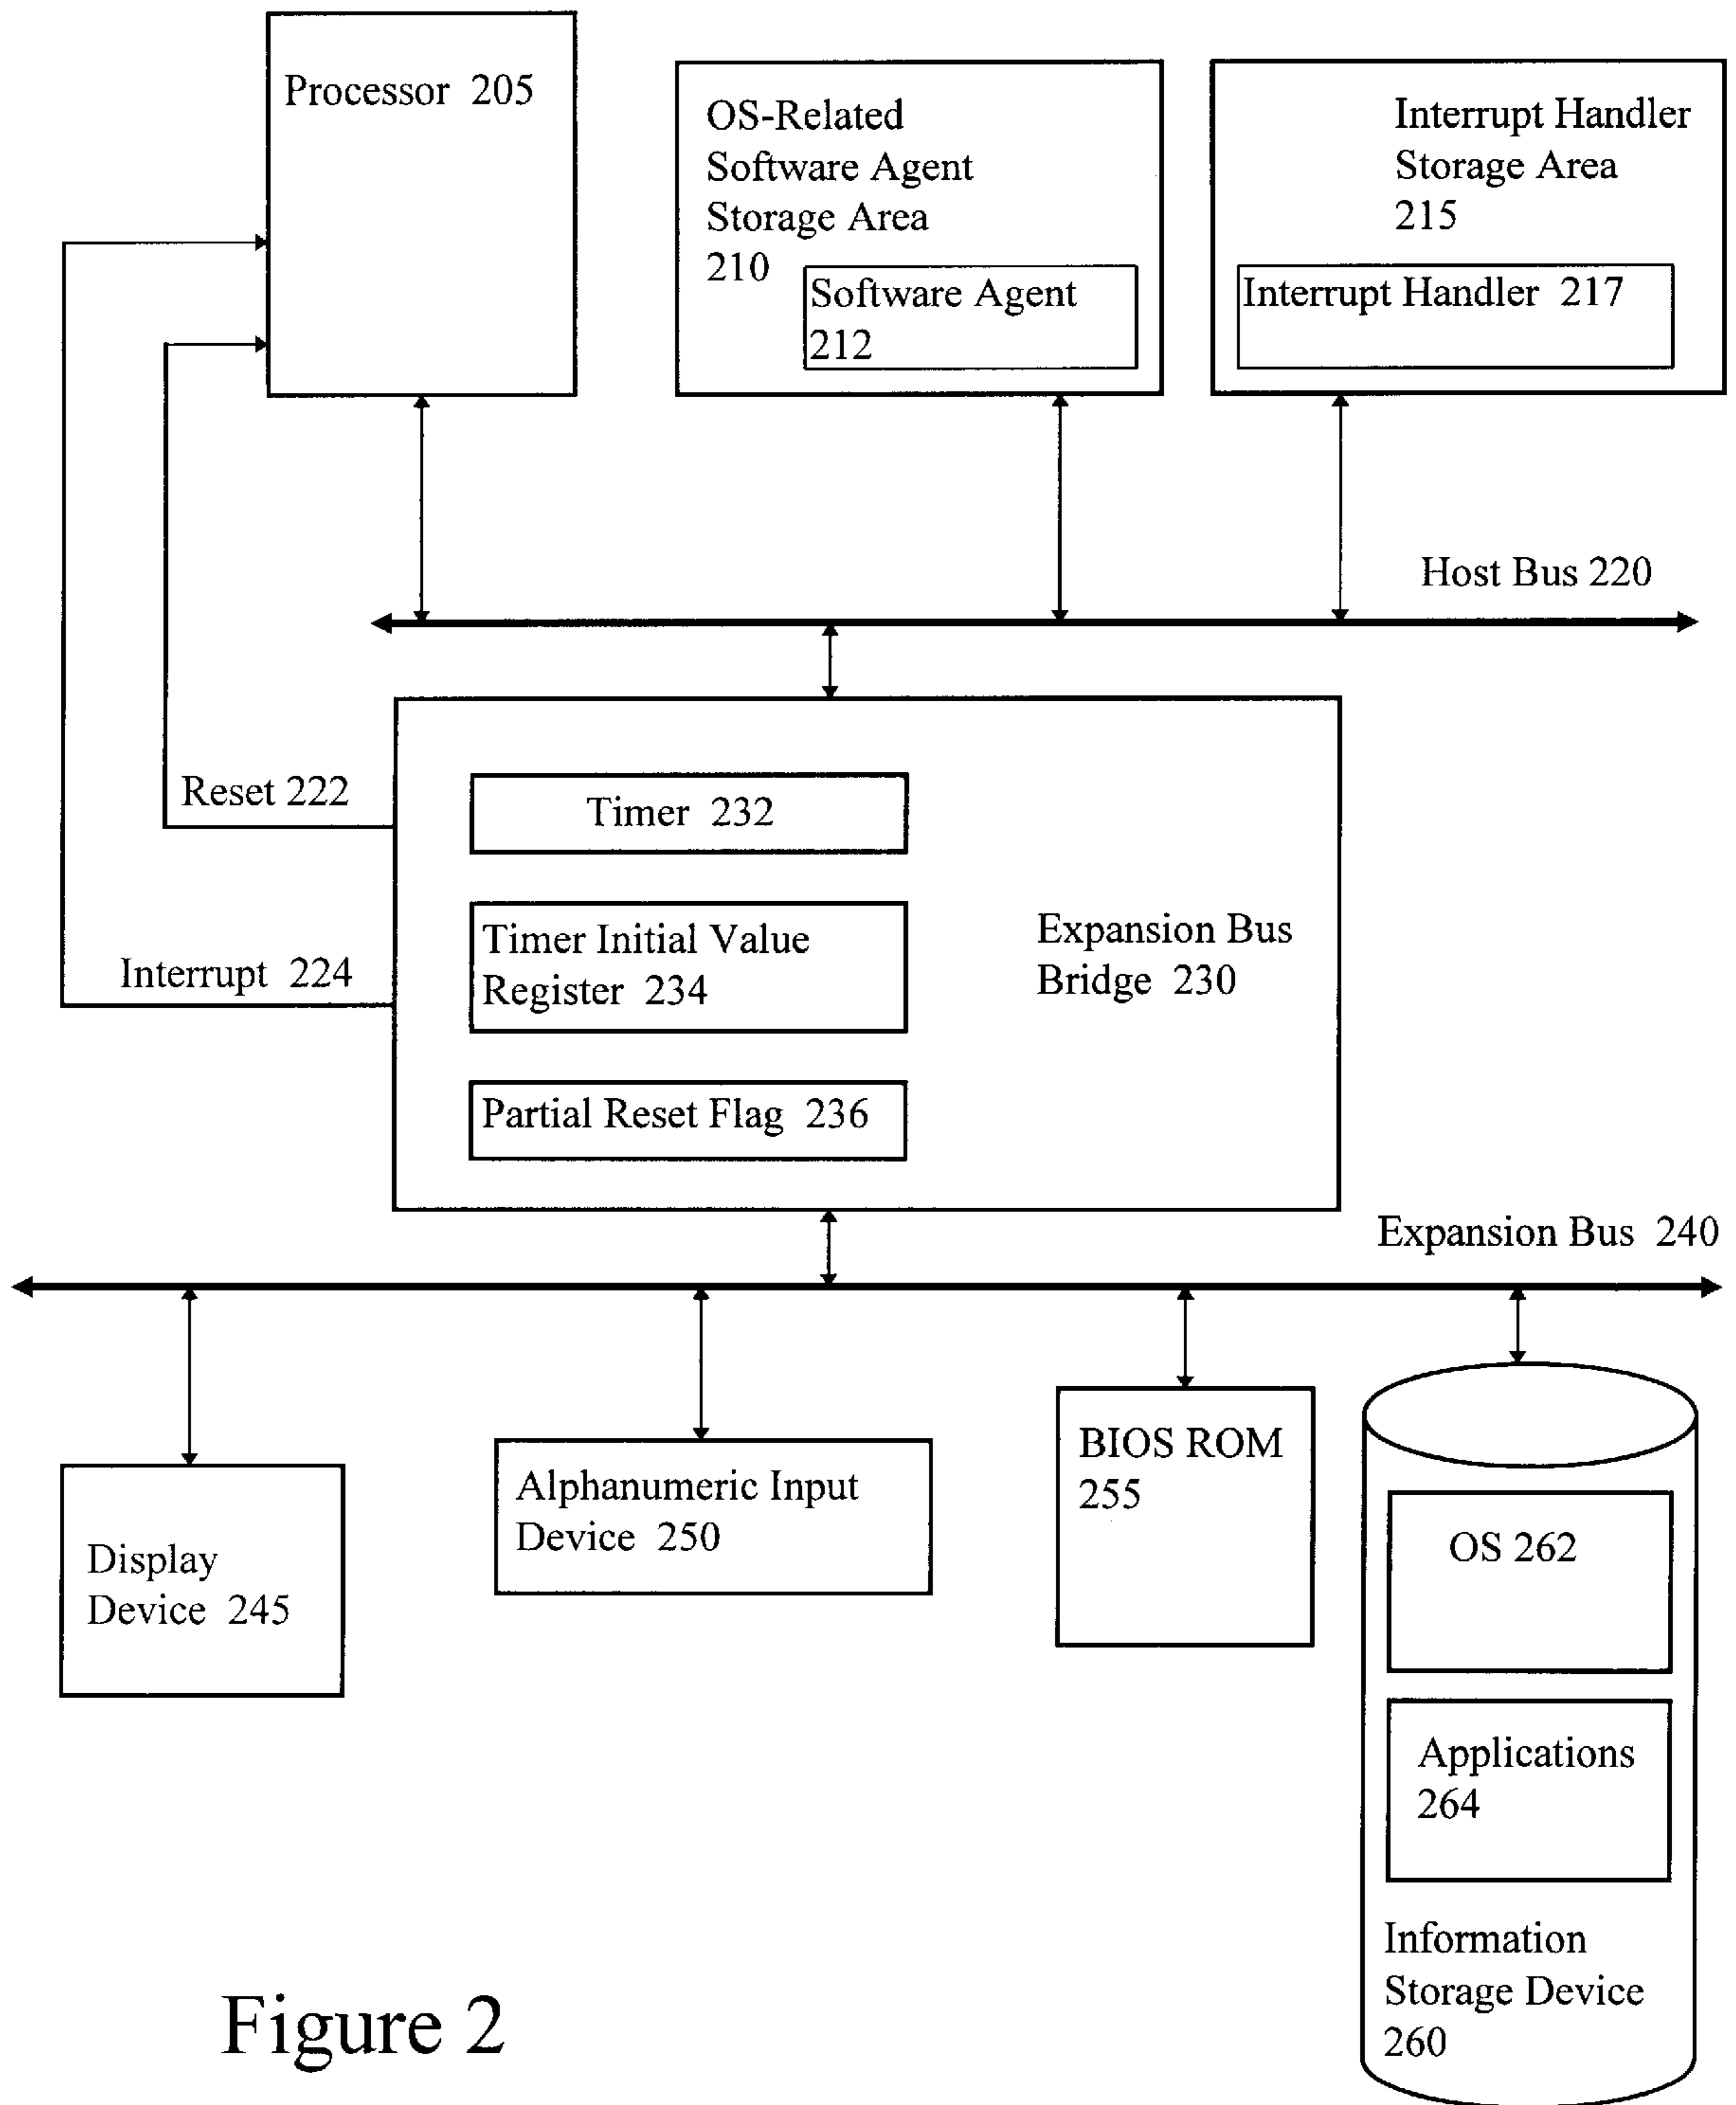 Processor 205
OS-Related
Software Agent
Storage Area
210
Software Agent
212
Interrupt Handler
Storage Area
215
Interrupt Handler 217
Host Bus 220
Reset 222
Interrupt 224
Timer 232
Timer Initial Value
Register 234
Partial Reset Flag 236
Expansion Bus
Bridge 230
Expansion Bus 240
Display
Device 245
Alphanumeric Input
Device 250
BIOS ROM
255
OS 262
Applications
264
Information
Storage Device
260
Figure 2